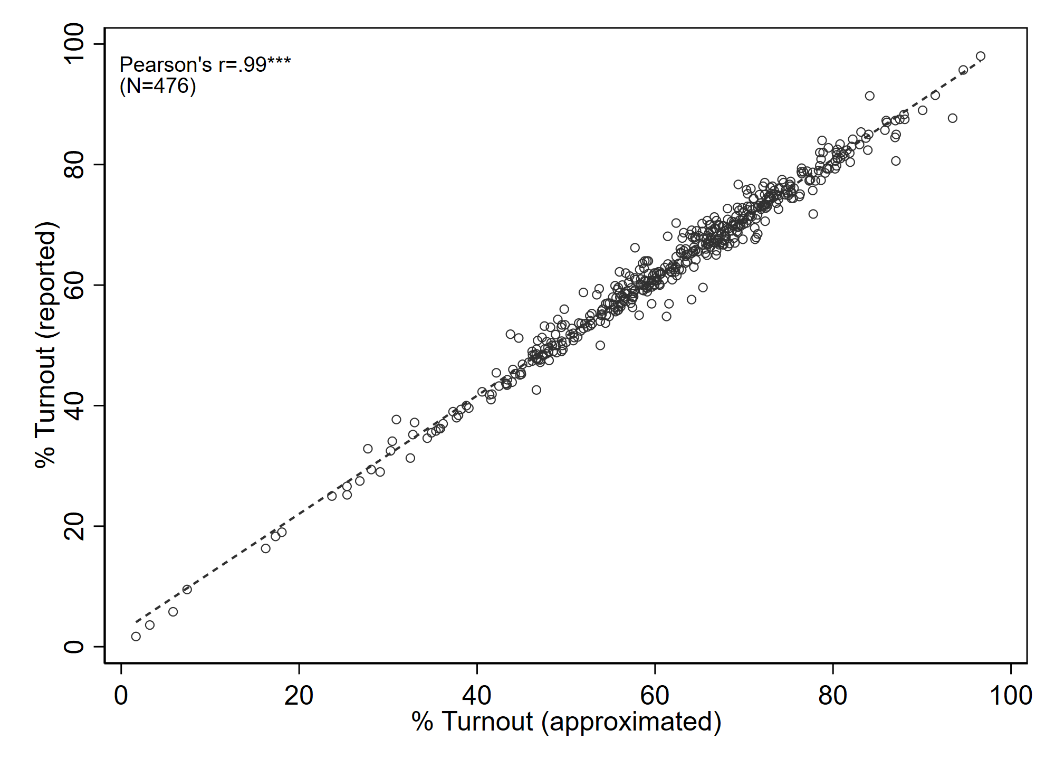 Pearson's r=.99***
(N=476)
% Turnout (reported)
100
80
60
40
20
0
0 20 40 60 80 100
% Turnout (approximated)